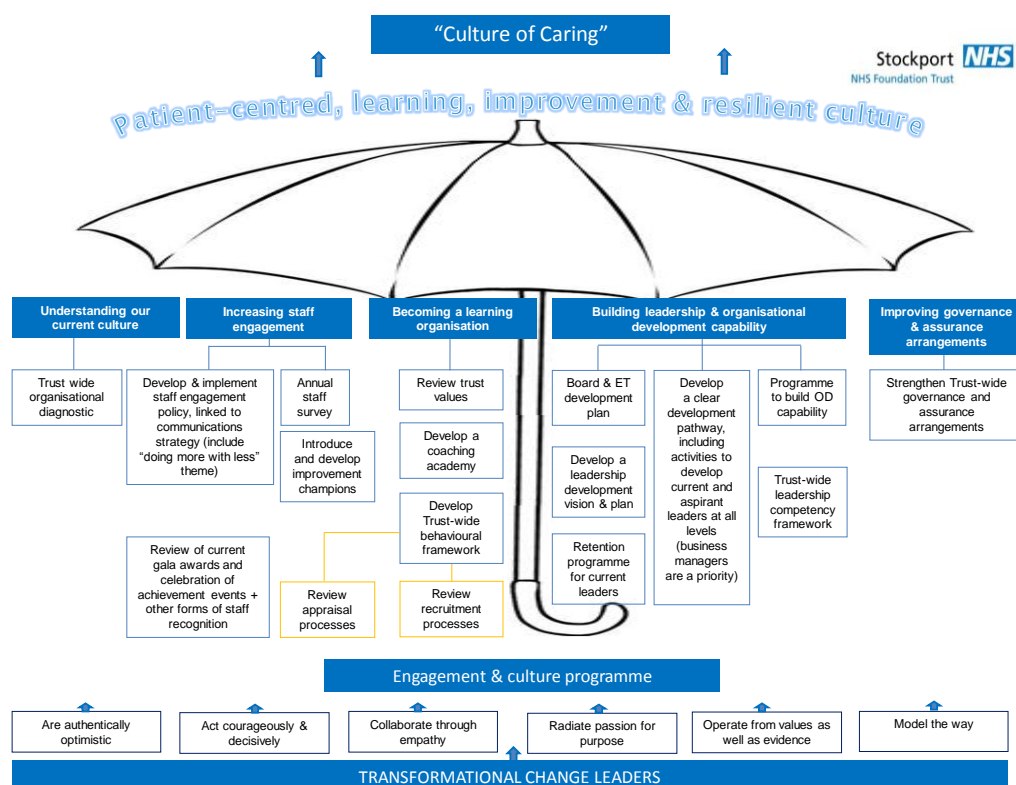 “Culture of Caring”
Stockport NHS
NHS Foundation Trust
Patient-centred, learning, improvement & resilient culture
Understanding our
current culture
Increasing staff
engagement
Becoming a learning
organisation
Building leadership & organisational
development capability
Improving governance
& assurance
arrangements
Trust wide
organisational
diagnostic
Develop & implement
staff engagement
policy, linked to
communications
strategy (include
“doing more with less”
theme)
Annual
staff
survey
Introduce
and develop
improvement
champions
Review of current
gala awards and
celebration of
achievement events +
other forms of staff
recognition
Review trust
values
Develop a
coaching
academy
Develop
Trust-wide
behavioural
framework
Review
appraisal
processes
Review
recruitment
processes
Board & ET
development
plan
Develop a
leadership
development
vision & plan
Retention
programme
for current
leaders
Develop
a clear
development
pathway,
including
activities to
develop
current and
aspirant
leaders at all
levels
(business
managers
are a priority)
Programme
to build OD
capability
Trust-wide
leadership
competency
framework
Strengthen Trust-wide
governance and
assurance
arrangements
Engagement & culture programme
Are authentically
optimistic
Act courageously &
decisively
Collaborate through
empathy
Radiate passion for
purpose
Operate from values as
well as evidence
Model the way
TRANSFORMATIONAL CHANGE LEADERS